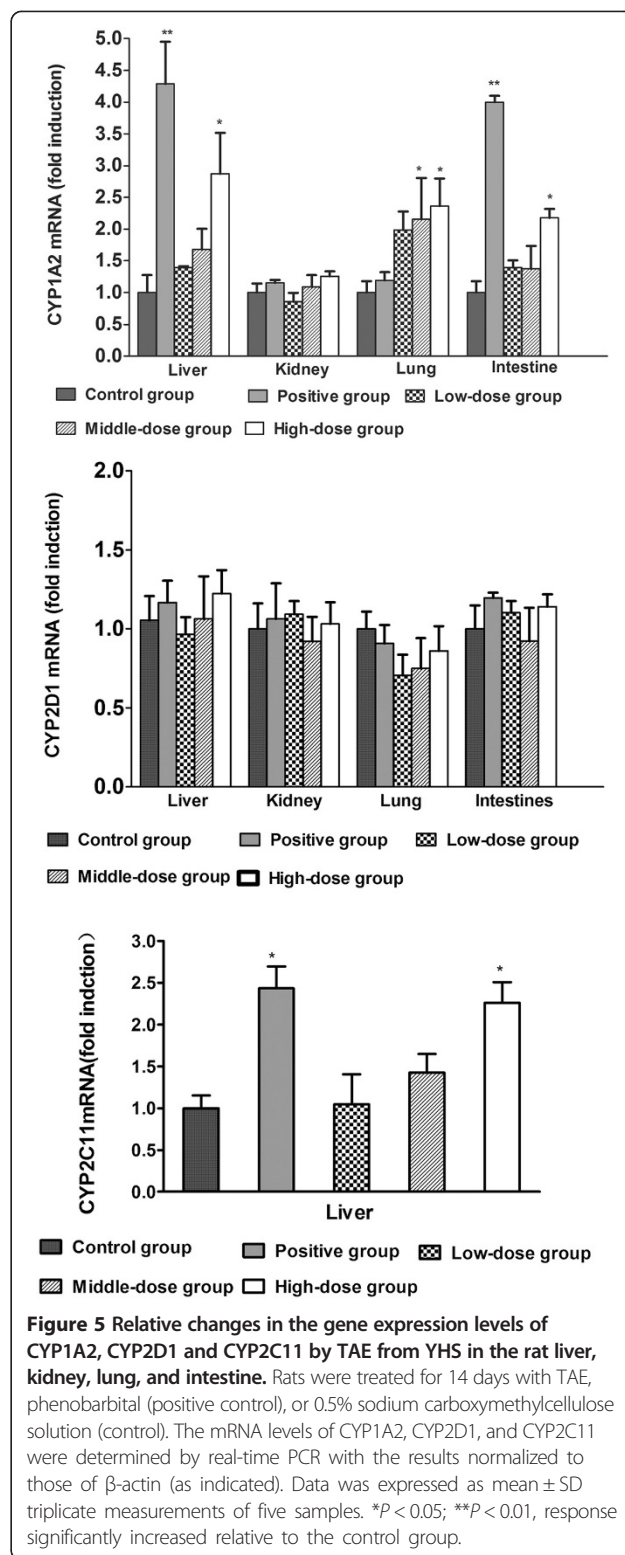 **
*
*
*
**
*
CYP1A2 mRNA (fold induction)
5.0
4.5
4.0
3.5
3.0
2.5
2.0
1.5
1.0
0.5
0.0
Liver Kidney Lung Intestine
Control group Positive group Low-dose group
Middle-dose group High-dose group
CYP2D1 mRNA (fold indction)
2.0
1.5
1.0
0.5
0.0
Liver Kidney Lung Intestines
Control group Positive group Low-dose group
Middle-dose group High-dose group
CYP2C11mRNA(fold indction)
3.0
2.5
2.0
1.5
1.0
0.5
0.0
*
*
Liver
Control group Positive group Low-dose group
Middle-dose group High-dose group
Figure 5 Relative changes in the gene expression levels of
CYP1A2, CYP2D1 and CYP2C11 by TAE from YHS in the rat liver,
kidney, lung, and intestine. Rats were treated for 14 days with TAE,
phenobarbital (positive control), or 0.5% sodium carboxymethylcellulose
solution (control). The mRNA levels of CYP1A2, CYP2D1, and CYP2C11
were determined by real-time PCR with the results normalized to
those of β-actin (as indicated). Data was expressed as mean ± SD
triplicate measurements of five samples. *P < 0.05; **P < 0.01, response
significantly increased relative to the control group.